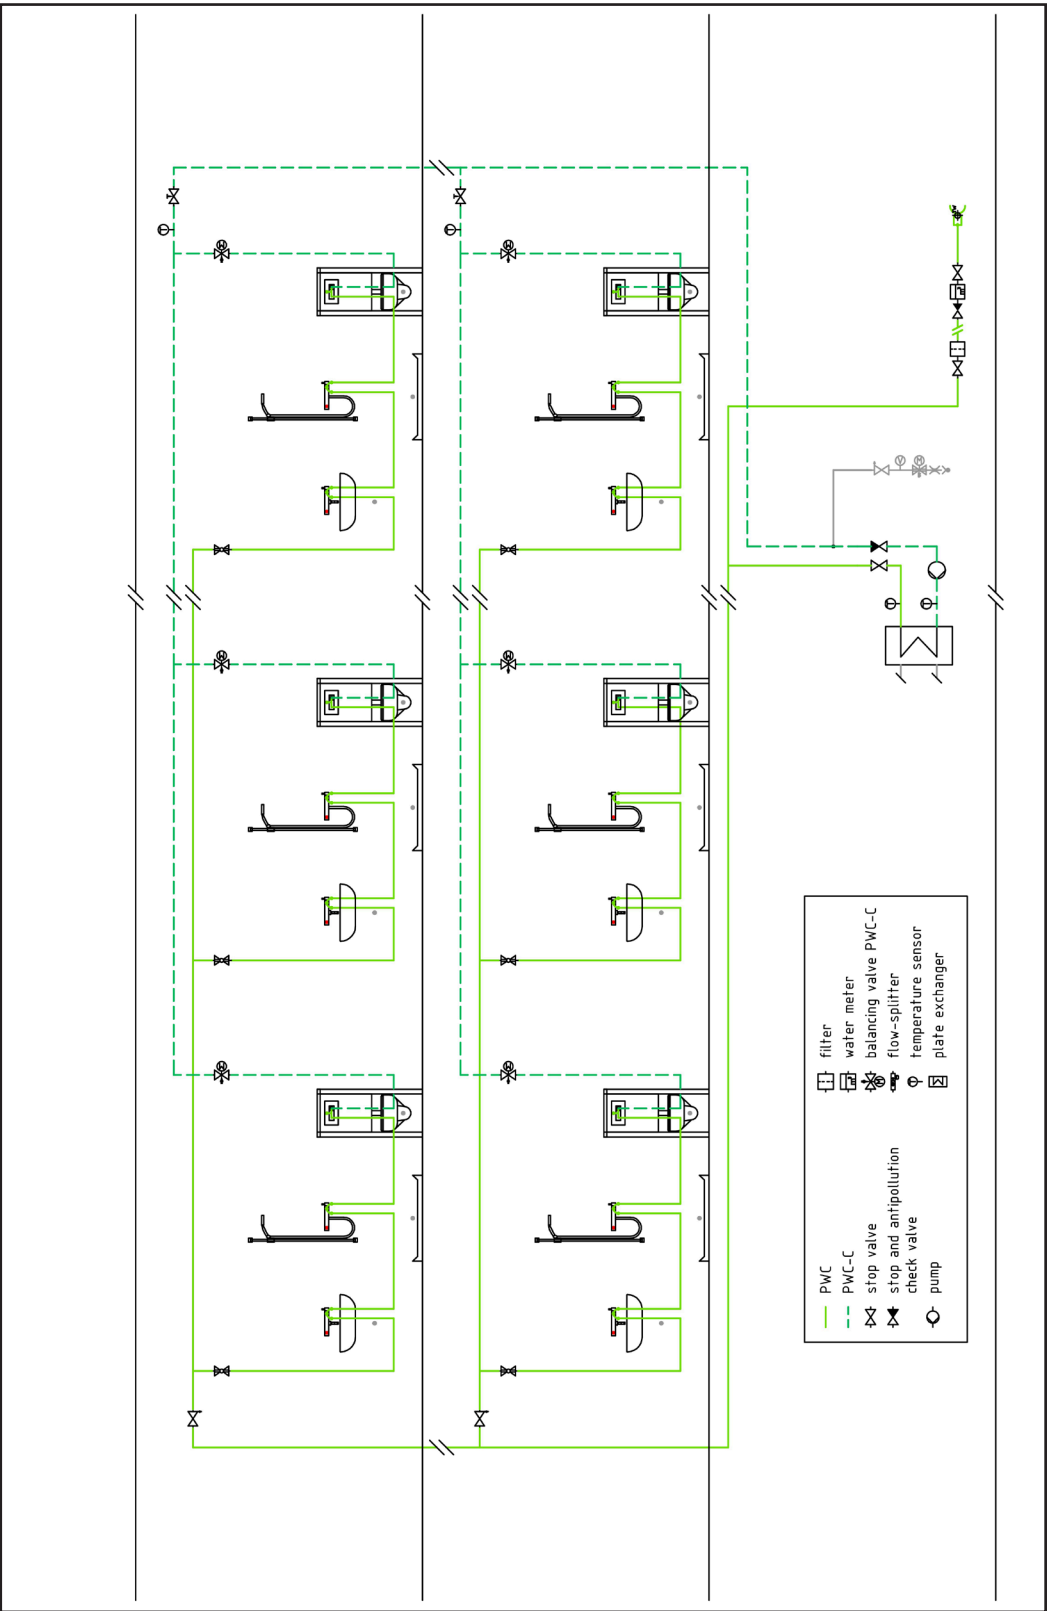 PWC
PWC-C
stop valve
stop and antipollution
check valve
pump
filter
water meter
balancing valve PWC-C
flow-splitter
temperature sensor
plate exchanger